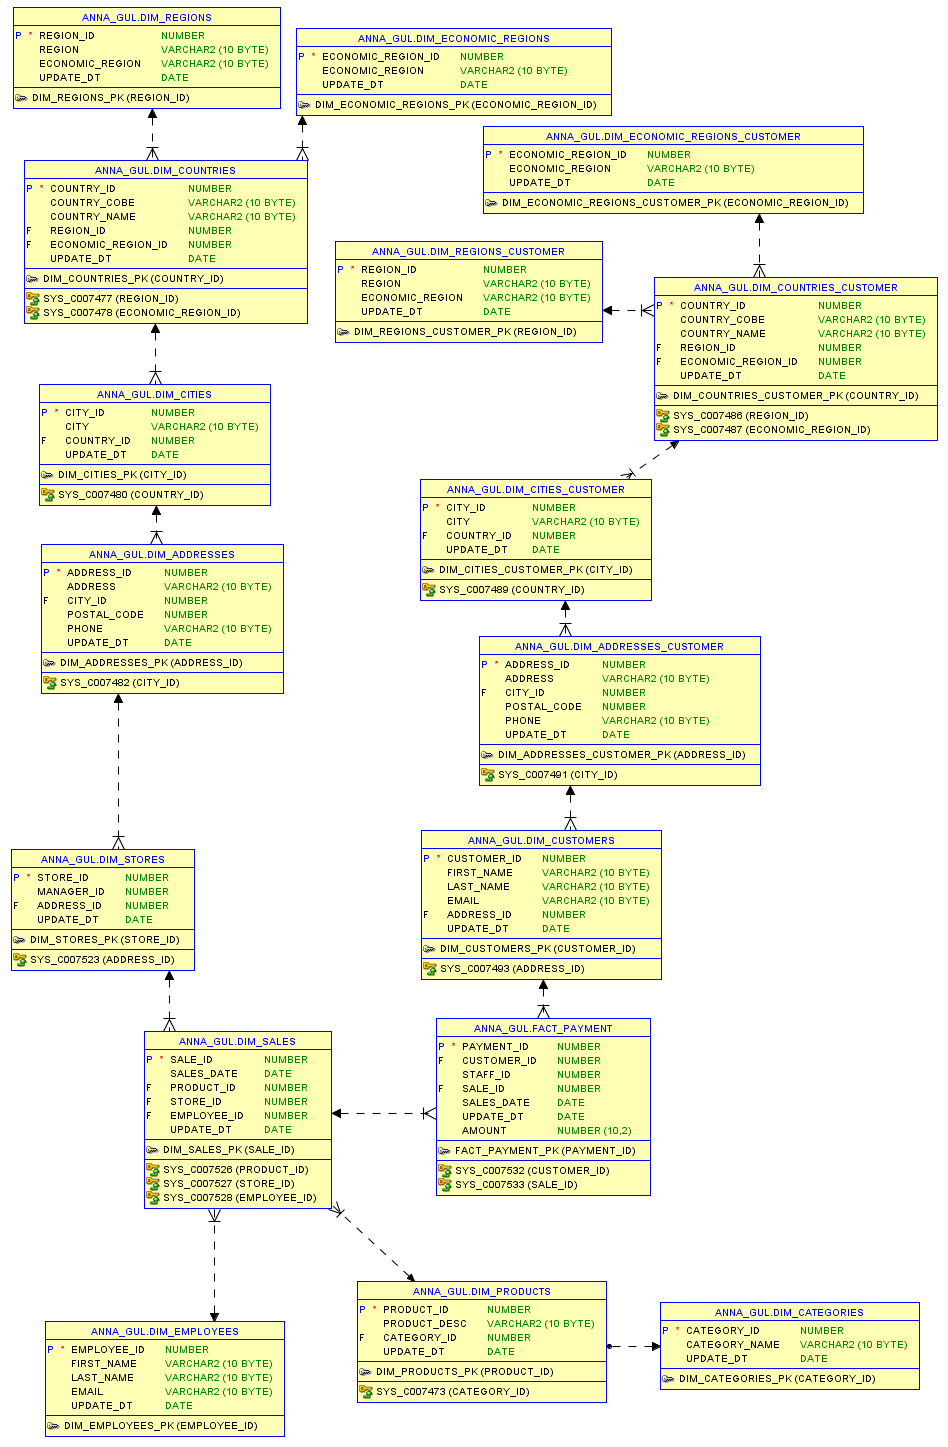 ANNA_GUL.DIM_REGIONS
P * REGION_ID NUMBER
REGION VARCHAR2 (10 BYTE)
ECONOMIC_REGION VARCHAR2 (10 BYTE)
UPDATE_DT DATE
DIM_REGIONS_PK (REGION_ID)
ANNA_GUL.DIM_ECONOMIC_REGIONS
P * ECONOMIC_REGION_ID NUMBER
ECONOMIC_REGION VARCHAR2 (10 BYTE)
UPDATE_DT DATE
DIM_ECONOMIC_REGIONS_PK (ECONOMIC_REGION_ID)
ANNA_GUL.DIM_ECONOMIC_REGIONS_CUSTOMER
P * ECONOMIC_REGION_ID NUMBER
ECONOMIC_REGION VARCHAR2 (10 BYTE)
UPDATE_DT DATE
DIM_ECONOMIC_REGIONS_CUSTOMER_PK (ECONOMIC_REGION_ID)
ANNA_GUL.DIM_COUNTRIES
P * COUNTRY_ID NUMBER
COUNTRY_COBE VARCHAR2 (10 BYTE)
COUNTRY_NAME VARCHAR2 (10 BYTE)
F REGION_ID NUMBER
F ECONOMIC_REGION_ID NUMBER
UPDATE_DT DATE
DIM_COUNTRIES_PK (COUNTRY_ID)
SYS_C007477 (REGION_ID)
SYS_C007478 (ECONOMIC_REGION_ID)
ANNA_GUL.DIM_REGIONS_CUSTOMER
P * REGION_ID NUMBER
REGION VARCHAR2 (10 BYTE)
ECONOMIC_REGION VARCHAR2 (10 BYTE)
UPDATE_DT DATE
DIM_REGIONS_CUSTOMER_PK (REGION_ID)
ANNA_GUL.DIM_COUNTRIES_CUSTOMER
P * COUNTRY_ID NUMBER
COUNTRY_COBE VARCHAR2 (10 BYTE)
COUNTRY_NAME VARCHAR2 (10 BYTE)
F REGION_ID NUMBER
F ECONOMIC_REGION_ID NUMBER
UPDATE_DT DATE
DIM_COUNTRIES_CUSTOMER_PK (COUNTRY_ID)
SYS_C007486 (REGION_ID)
SYS_C007487 (ECONOMIC_REGION_ID)
ANNA_GUL.DIM_CITIES
P * CITY_ID NUMBER
CITY VARCHAR2 (10 BYTE)
F COUNTRY_ID NUMBER
UPDATE_DT DATE
DIM_CITIES_PK (CITY_ID)
SYS_C007480 (COUNTRY_ID)
ANNA_GUL.DIM_CITIES_CUSTOMER
P * CITY_ID NUMBER
CITY VARCHAR2 (10 BYTE)
F COUNTRY_ID NUMBER
UPDATE_DT DATE
DIM_CITIES_CUSTOMER_PK (CITY_ID)
SYS_C007489 (COUNTRY_ID)
ANNA_GUL.DIM_ADDRESSES
P * ADDRESS_ID NUMBER
ADDRESS VARCHAR2 (10 BYTE)
F CITY_ID NUMBER
POSTAL_CODE NUMBER
PHONE VARCHAR2 (10 BYTE)
UPDATE_DT DATE
DIM_ADDRESSES_PK (ADDRESS_ID)
SYS_C007482 (CITY_ID)
ANNA_GUL.DIM_ADDRESSES_CUSTOMER
P * ADDRESS_ID NUMBER
ADDRESS VARCHAR2 (10 BYTE)
F CITY_ID NUMBER
POSTAL_CODE NUMBER
PHONE VARCHAR2 (10 BYTE)
UPDATE_DT DATE
DIM_ADDRESSES_CUSTOMER_PK (ADDRESS_ID)
SYS_C007491 (CITY_ID)
ANNA_GUL.DIM_STORES
P * STORE_ID NUMBER
MANAGER_ID NUMBER
F ADDRESS_ID NUMBER
UPDATE_DT DATE
DIM_STORES_PK (STORE_ID)
SYS_C007523 (ADDRESS_ID)
ANNA_GUL.DIM_CUSTOMERS
P * CUSTOMER_ID NUMBER
FIRST_NAME VARCHAR2 (10 BYTE)
LAST_NAME VARCHAR2 (10 BYTE)
EMAIL VARCHAR2 (10 BYTE)
F ADDRESS_ID NUMBER
UPDATE_DT DATE
DIM_CUSTOMERS_PK (CUSTOMER_ID)
SYS_C007493 (ADDRESS_ID)
ANNA_GUL.DIM_SALES
P * SALE_ID NUMBER
SALES_DATE DATE
F PRODUCT_ID NUMBER
F STORE_ID NUMBER
F EMPLOYEE_ID NUMBER
UPDATE_DT DATE
DIM_SALES_PK (SALE_ID)
SYS_C007526 (PRODUCT_ID)
SYS_C007527 (STORE_ID)
SYS_C007528 (EMPLOYEE_ID)
ANNA_GUL.FACT_PAYMENT
P * PAYMENT_ID NUMBER
F CUSTOMER_ID NUMBER
STAFF_ID NUMBER
F SALE_ID NUMBER
SALES_DATE DATE
UPDATE_DT DATE
AMOUNT NUMBER (10,2)
FACT_PAYMENT_PK (PAYMENT_ID)
SYS_C007532 (CUSTOMER_ID)
SYS_C007533 (SALE_ID)
ANNA_GUL.DIM_EMPLOYEES
P * EMPLOYEE_ID NUMBER
FIRST_NAME VARCHAR2 (10 BYTE)
LAST_NAME VARCHAR2 (10 BYTE)
EMAIL VARCHAR2 (10 BYTE)
UPDATE_DT DATE
DIM_EMPLOYEES_PK (EMPLOYEE_ID)
ANNA_GUL.DIM_PRODUCTS
P * PRODUCT_ID NUMBER
PRODUCT_DESC VARCHAR2 (10 BYTE)
F CATEGORY_ID NUMBER
UPDATE_DT DATE
DIM_PRODUCTS_PK (PRODUCT_ID)
SYS_C007473 (CATEGORY_ID)
ANNA_GUL.DIM_CATEGORIES
P * CATEGORY_ID NUMBER
CATEGORY_NAME VARCHAR2 (10 BYTE)
UPDATE_DT DATE
DIM_CATEGORIES_PK (CATEGORY_ID)